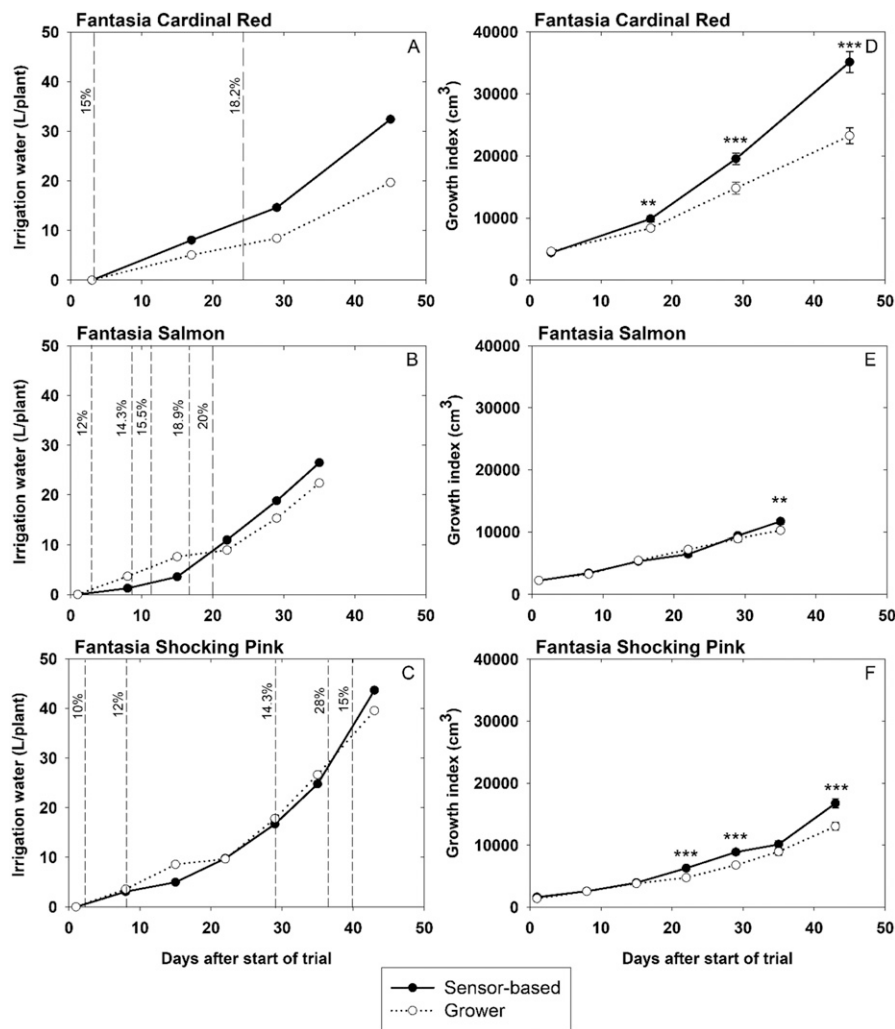 Fantasia Cardinal Red
A
50
40
30
20
10
0
Irrigation water (L/plant)
15%
18.2%
0 10 20 30 40 50
Fantasia Cardinal Red
D
40000
30000
20000
10000
0
Growth index (cm3)
**
***
***
0 10 20 30 40 50
Fantasia Salmon
B
50
40
30
20
10
0
Irrigation water (L/plant)
12%
14.3%
15.5%
18.9%
20%
0 10 20 30 40 50
Fantasia Salmon
E
40000
30000
20000
10000
0
Growth index (cm3)
**
0 10 20 30 40 50
Fantasia Shocking Pink
C
50
40
30
20
10
0
Irrigation water (L/plant)
10%
12%
14.3%
28%
15%
0 10 20 30 40 50
Days after start of trial
Fantasia Shocking Pink
F
40000
30000
20000
10000
0
Growth index (cm3)
***
***
***
0 10 20 30 40 50
Days after start of trial
Sensor-based
Grower